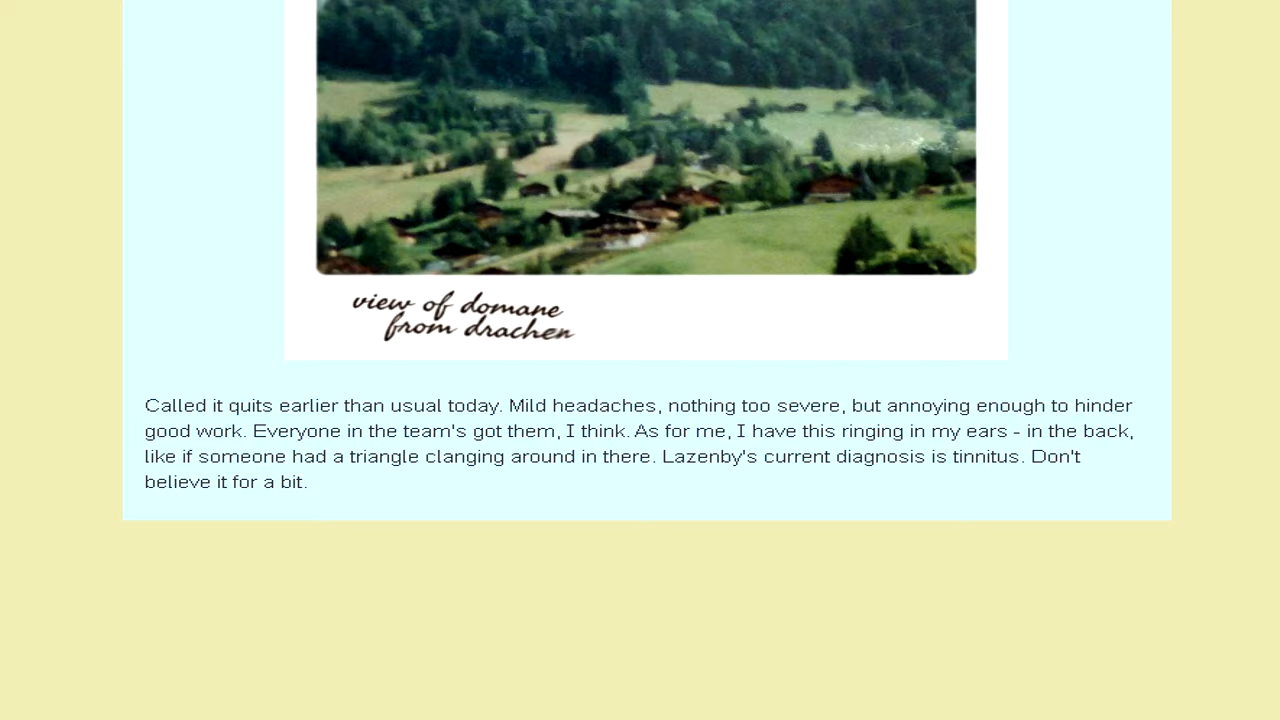 view of domane
from drachen
Called it quits earlier than usual today. Mild headaches, nothing too severe, but annoying enough to hinder
good work. Everyone in the team's got them, I think. As for me, I have this ringing in my ears - in the back,
like if someone had a triangle clanging around in there. Lazenby's current diagnosis is tinnitus. Don't
believe it for a bit.